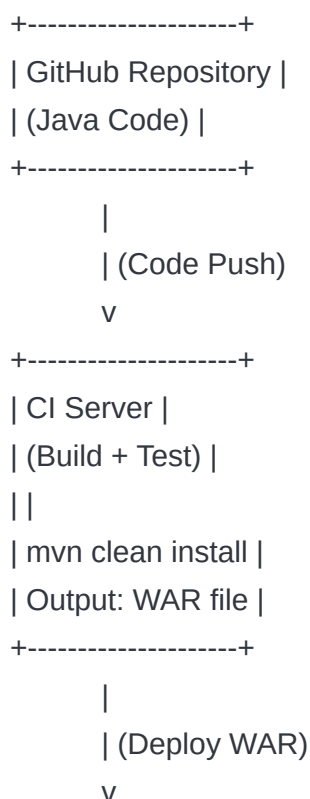 +---------------------+
| GitHub Repository |
| (Java Code) |
+---------------------+
|
| (Code Push)
v
+---------------------+
| CI Server |
| (Build + Test) |
| |
| mvn clean install |
| Output: WAR file |
+---------------------+
|
| (Deploy WAR)
v